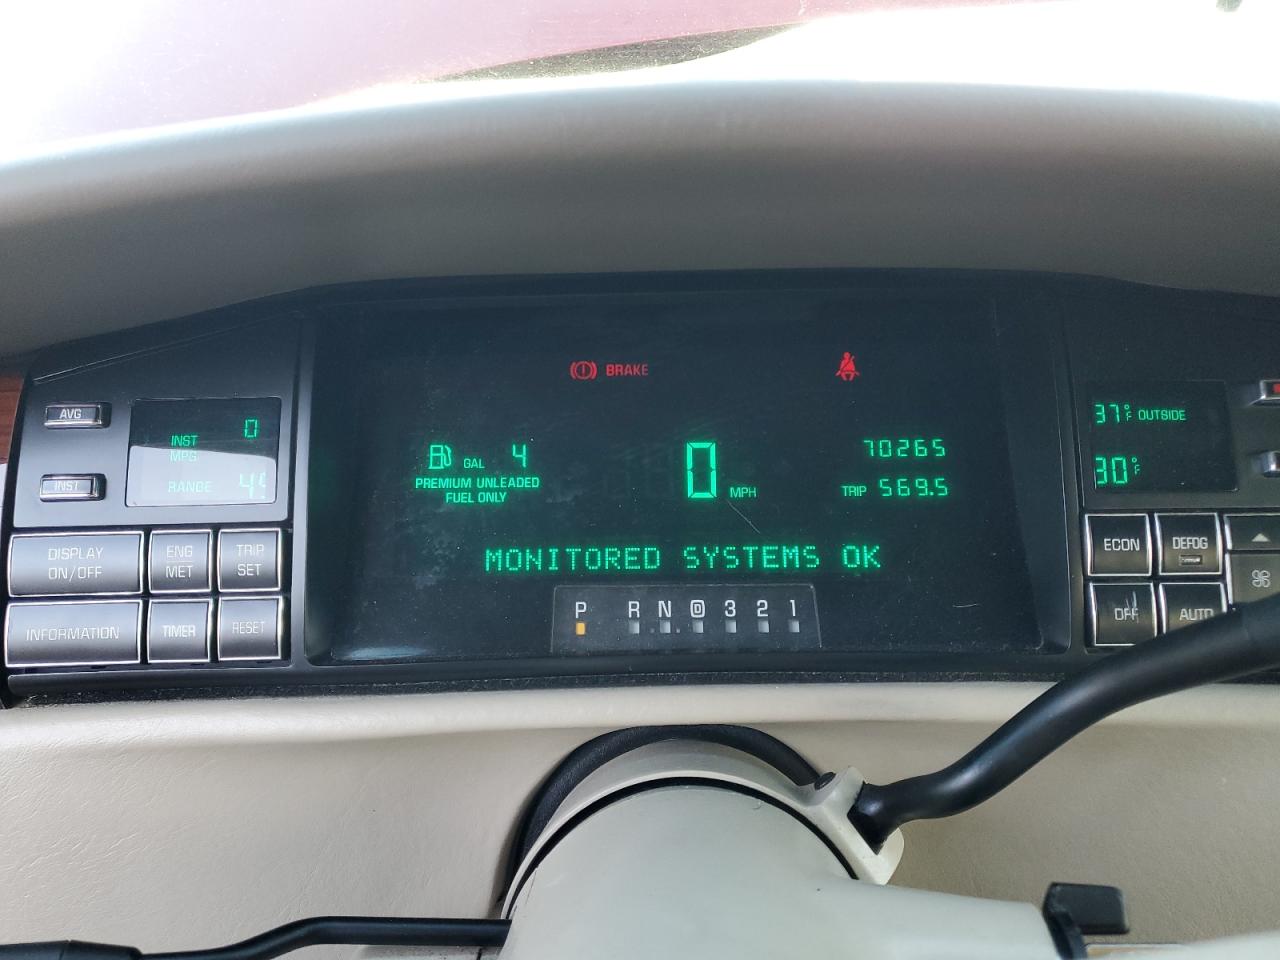 AVG
INST
INST 0
MPG
RANGE
DISPLAY
ON/OFF
ENG
MET
TRIP
SET
INFORMATION
TIMER
RESET
BRAKE
GAL 4
PREMIUM UNLEADED
FUEL ONLY
0 MPH
70265
TRIP 569.5
MONITORED SYSTEMS OK
P R N D 3 2 1
37°F OUTSIDE
30°F
ECON
DEFOG
OFF
AUTO